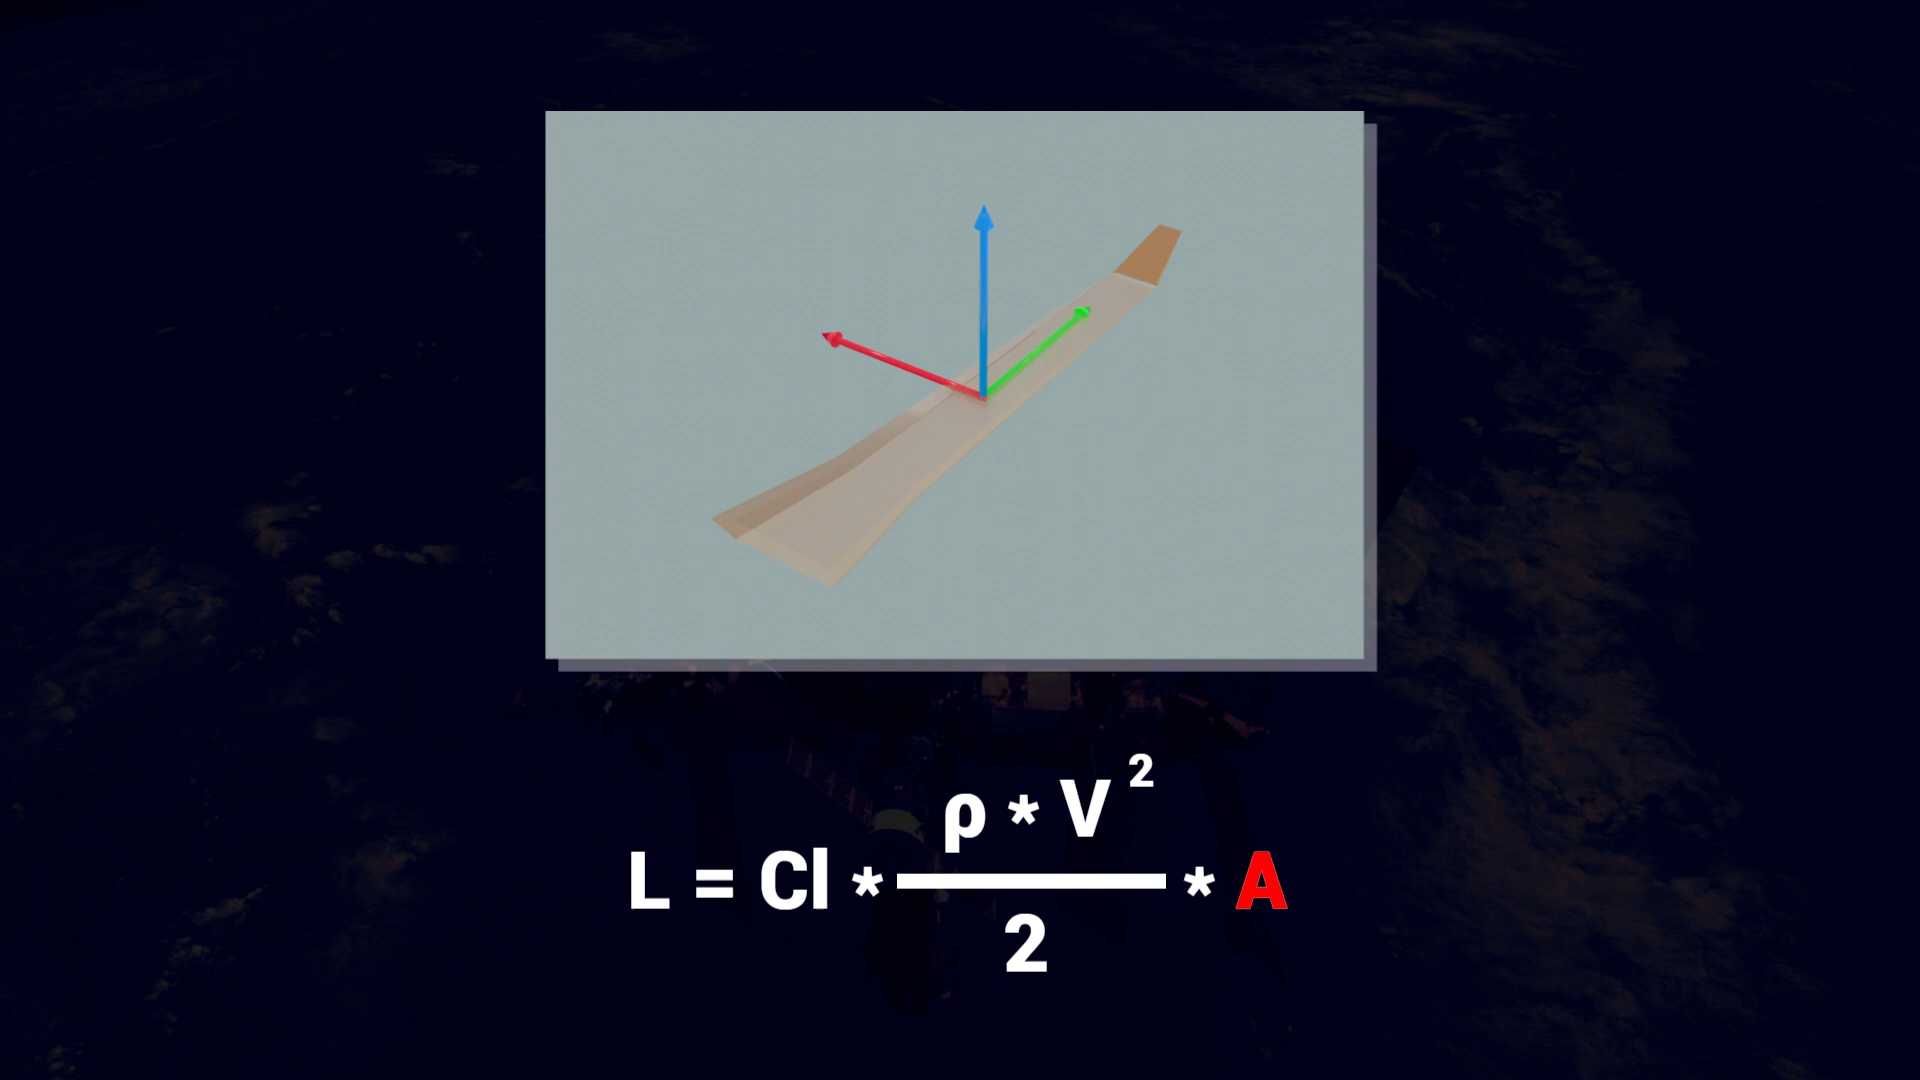 L = Cl * ρ * V ² / 2 * A